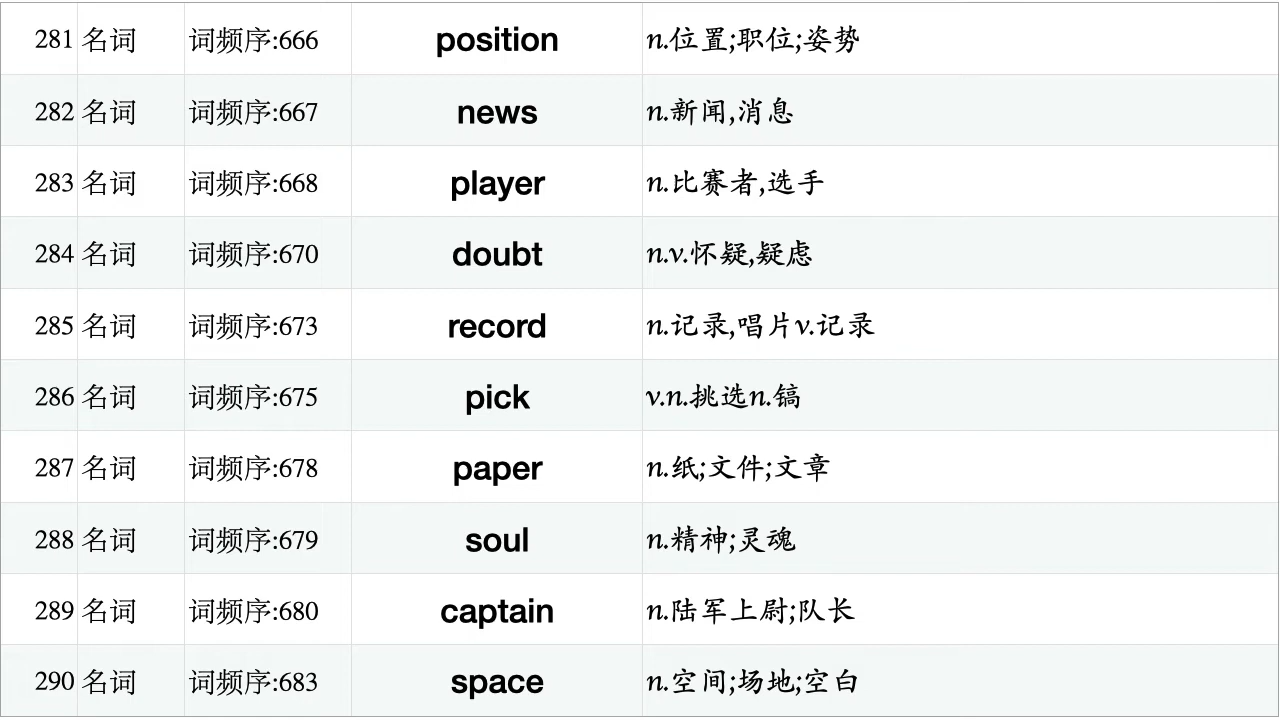 281 名词 词频序:666 position n.位置;职位;姿势
282 名词 词频序:667 news n.新闻,消息
283 名词 词频序:668 player n.比赛者,选手
284 名词 词频序:670 doubt n.v.怀疑,疑虑
285 名词 词频序:673 record n.记录,唱片v.记录
286 名词 词频序:675 pick v.n.挑选n.镐
287 名词 词频序:678 paper n.纸;文件;文章
288 名词 词频序:679 soul n.精神;灵魂
289 名词 词频序:680 captain n.陆军上尉;队长
290 名词 词频序:683 space n.空间;场地;空白